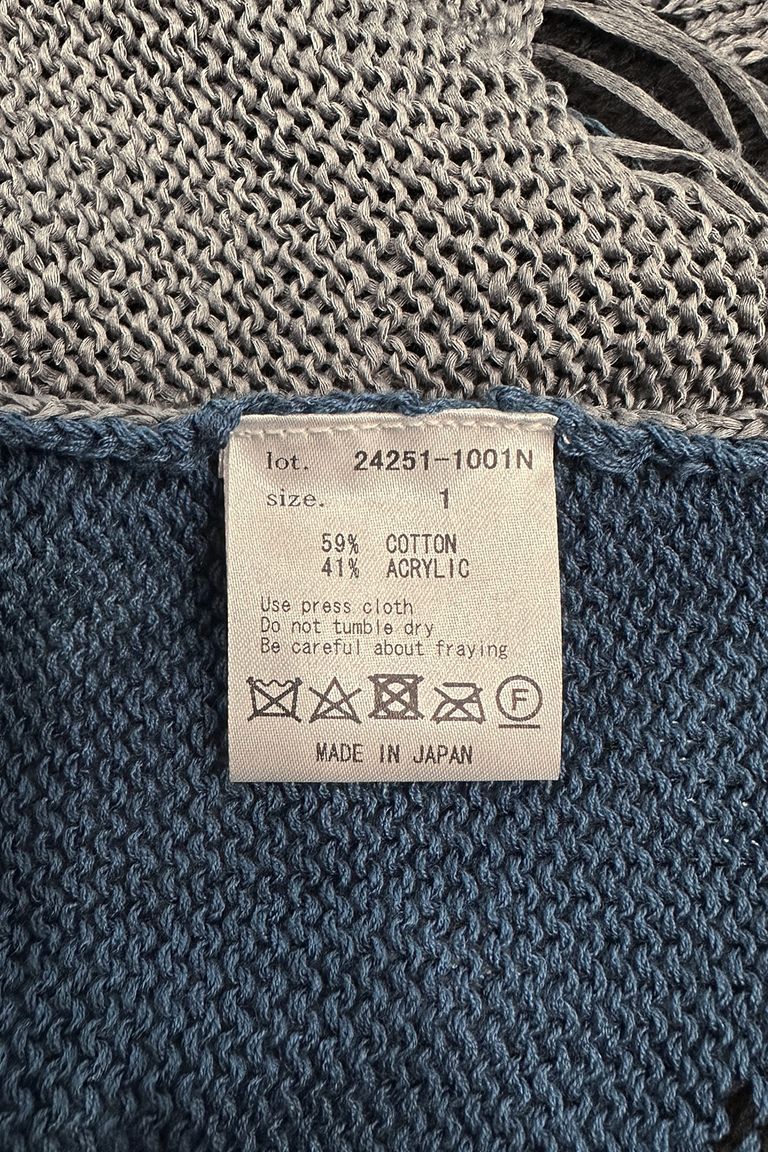 lot. 24251-1001N
size. 1
59% COTTON
41% ACRYLIC
Use press cloth
Do not tumble dry
Be careful about fraying
F
MADE IN JAPAN